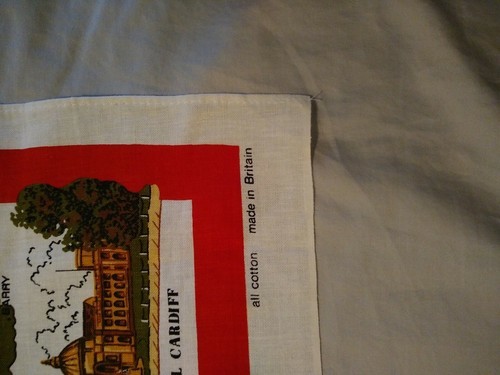 all cotton made in Britain
L CARDIFF
BARRY